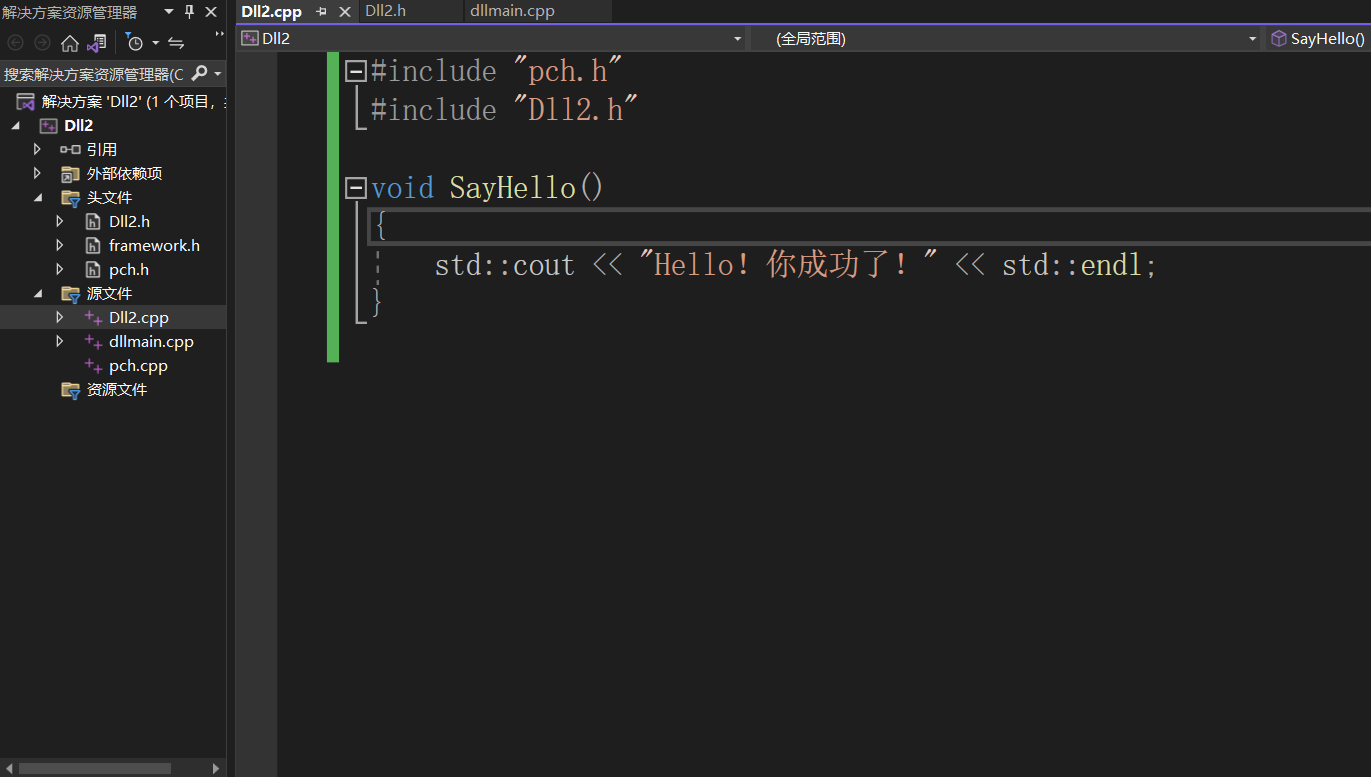 解决方案资源管理器
搜索解决方案资源管理器(C
解决方案 'Dll2' (1 个项目,
Dll2
引用
外部依赖项
头文件
Dll2.h
framework.h
pch.h
源文件
Dll2.cpp
dllmain.cpp
pch.cpp
资源文件
Dll2.cpp Dll2.h dllmain.cpp
Dll2 (全局范围) SayHello()
#include "pch.h"
#include "Dll2.h"
void SayHello()
{
std::cout << "Hello! 你成功了! " << std::endl;
}